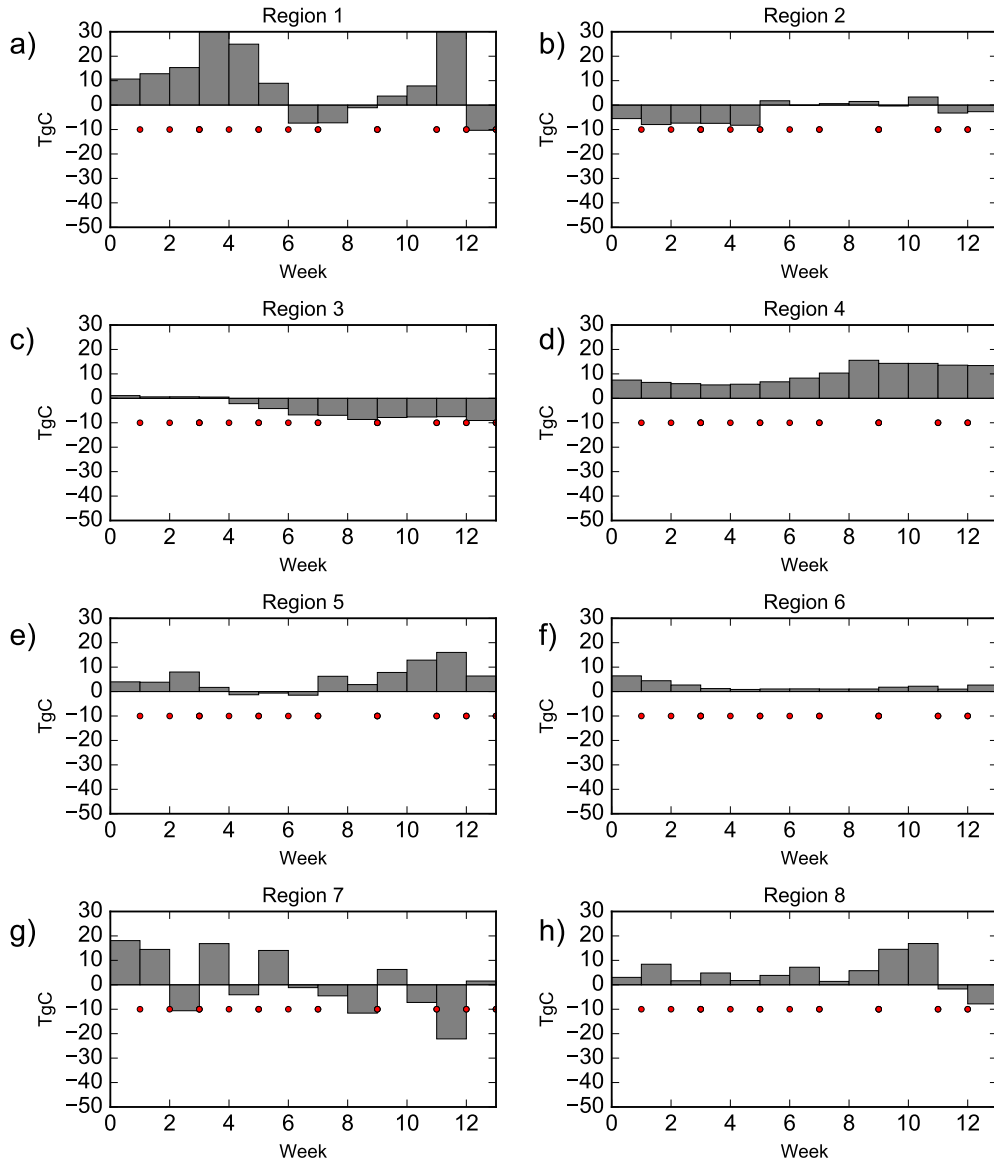 Region 1
a)
30
20
10
0
−10
−20
−30
−40
−50
TgC
0 2 4 6 8 10 12
Week
Region 2
b)
30
20
10
0
−10
−20
−30
−40
−50
TgC
0 2 4 6 8 10 12
Week
Region 3
c)
30
20
10
0
−10
−20
−30
−40
−50
TgC
0 2 4 6 8 10 12
Week
Region 4
d)
30
20
10
0
−10
−20
−30
−40
−50
TgC
0 2 4 6 8 10 12
Week
Region 5
e)
30
20
10
0
−10
−20
−30
−40
−50
TgC
0 2 4 6 8 10 12
Week
Region 6
f)
30
20
10
0
−10
−20
−30
−40
−50
TgC
0 2 4 6 8 10 12
Week
Region 7
g)
30
20
10
0
−10
−20
−30
−40
−50
TgC
0 2 4 6 8 10 12
Week
Region 8
h)
30
20
10
0
−10
−20
−30
−40
−50
TgC
0 2 4 6 8 10 12
Week